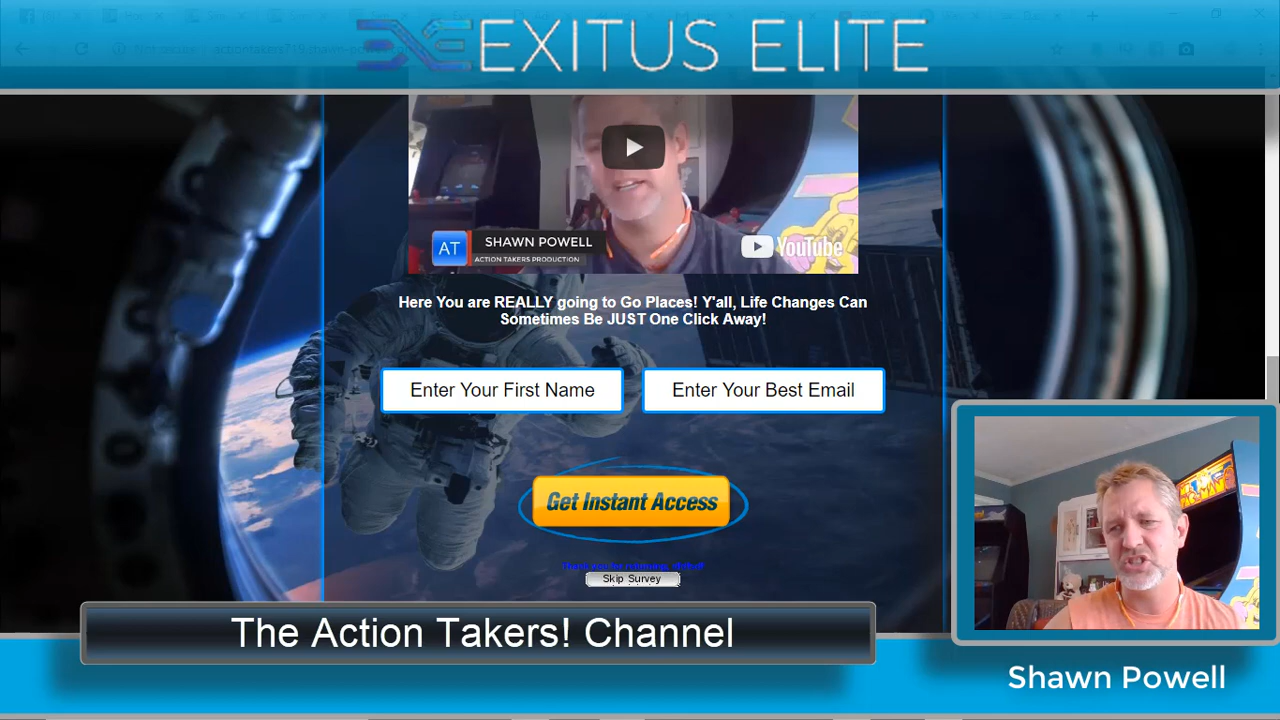 EXITUS ELITE
AT
SHAWN POWELL
ACTION TAKERS PRODUCTION
YouTube
Here You are REALLY going to Go Places! Y'all, Life Changes Can
Sometimes Be JUST One Click Away!
Enter Your First Name
Enter Your Best Email
Get Instant Access
Skip Survey
The Action Takers! Channel
Shawn Powell